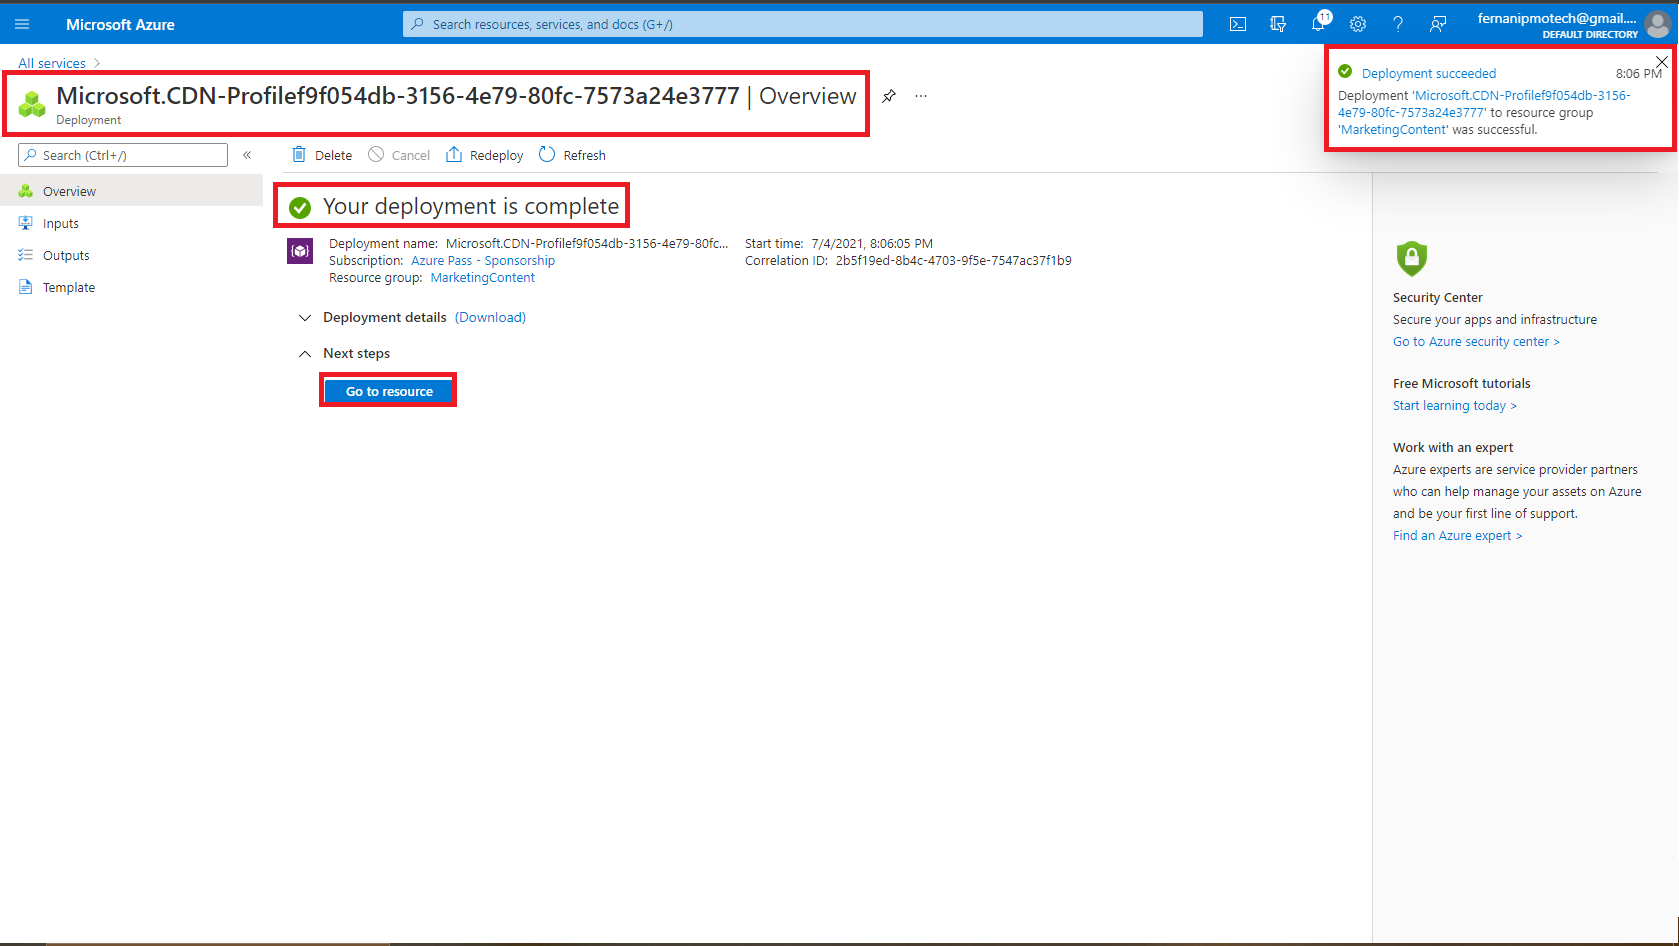 Microsoft Azure
Search resources, services, and docs (G+/)
11
fernanipmotech@gmail....
DEFAULT DIRECTORY
All services >
Microsoft.CDN-Profilef9f054db-3156-4e79-80fc-7573a24e3777 | Overview
Deployment
...
Deployment succeeded 8:06 PM
Deployment 'Microsoft.CDN-Profilef9f054db-3156-
4e79-80fc-7573a24e3777' to resource group
'MarketingContent' was successful.
Search (Ctrl+/)
«
Delete
Cancel
Redeploy
Refresh
Overview
Inputs
Outputs
Template
Your deployment is complete
Deployment name: Microsoft.CDN-Profilef9f054db-3156-4e79-80fc...
Subscription: Azure Pass - Sponsorship
Resource group: MarketingContent
Start time: 7/4/2021, 8:06:05 PM
Correlation ID: 2b5f19ed-8b4c-4703-9f5e-7547ac37f1b9
Deployment details (Download)
Next steps
Go to resource
Security Center
Secure your apps and infrastructure
Go to Azure security center >
Free Microsoft tutorials
Start learning today >
Work with an expert
Azure experts are service provider partners
who can help manage your assets on Azure
and be your first line of support.
Find an Azure expert >